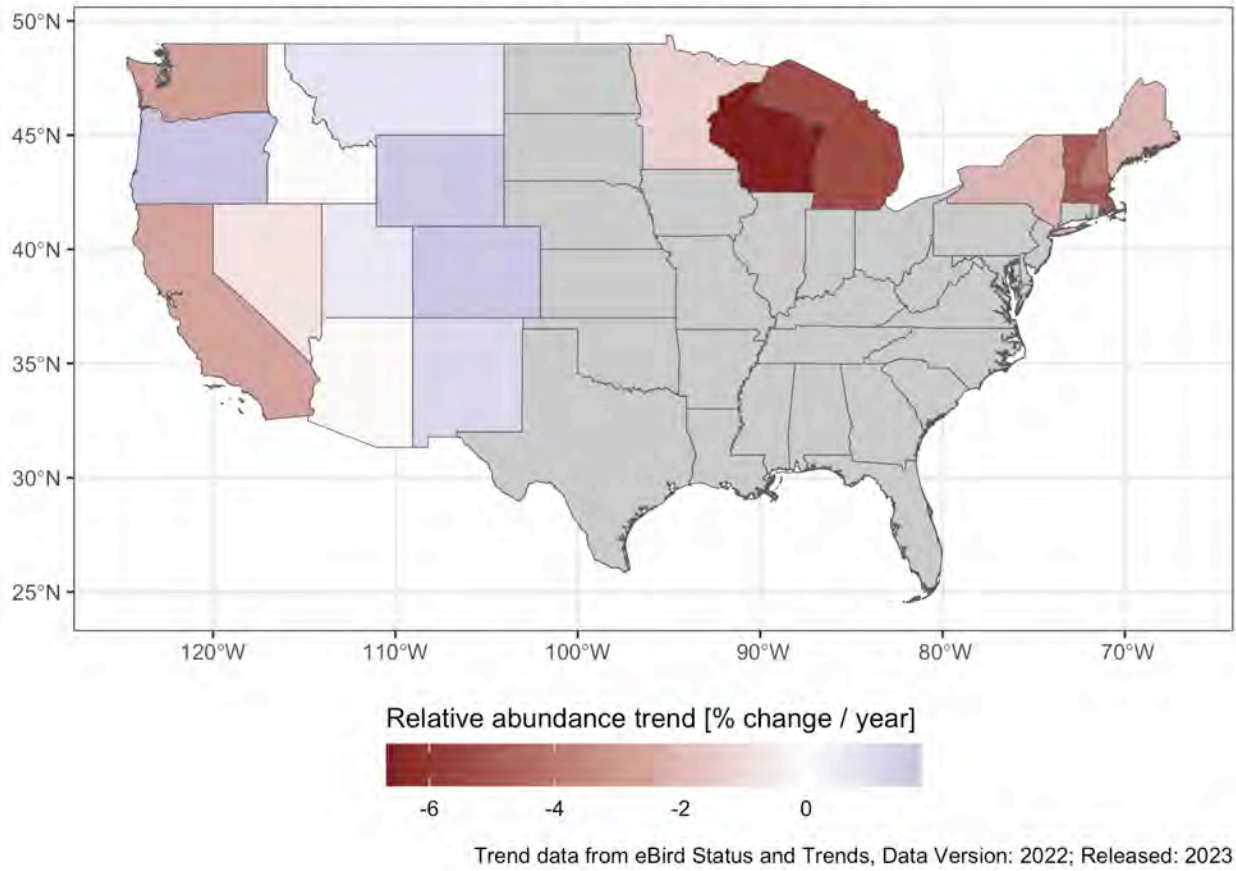 50°N
45°N
40°N
35°N
30°N
25°N
120°W 110°W 100°W 90°W 80°W 70°W
Relative abundance trend [% change / year]
-6 -4 -2 0
Trend data from eBird Status and Trends, Data Version: 2022; Released: 2023